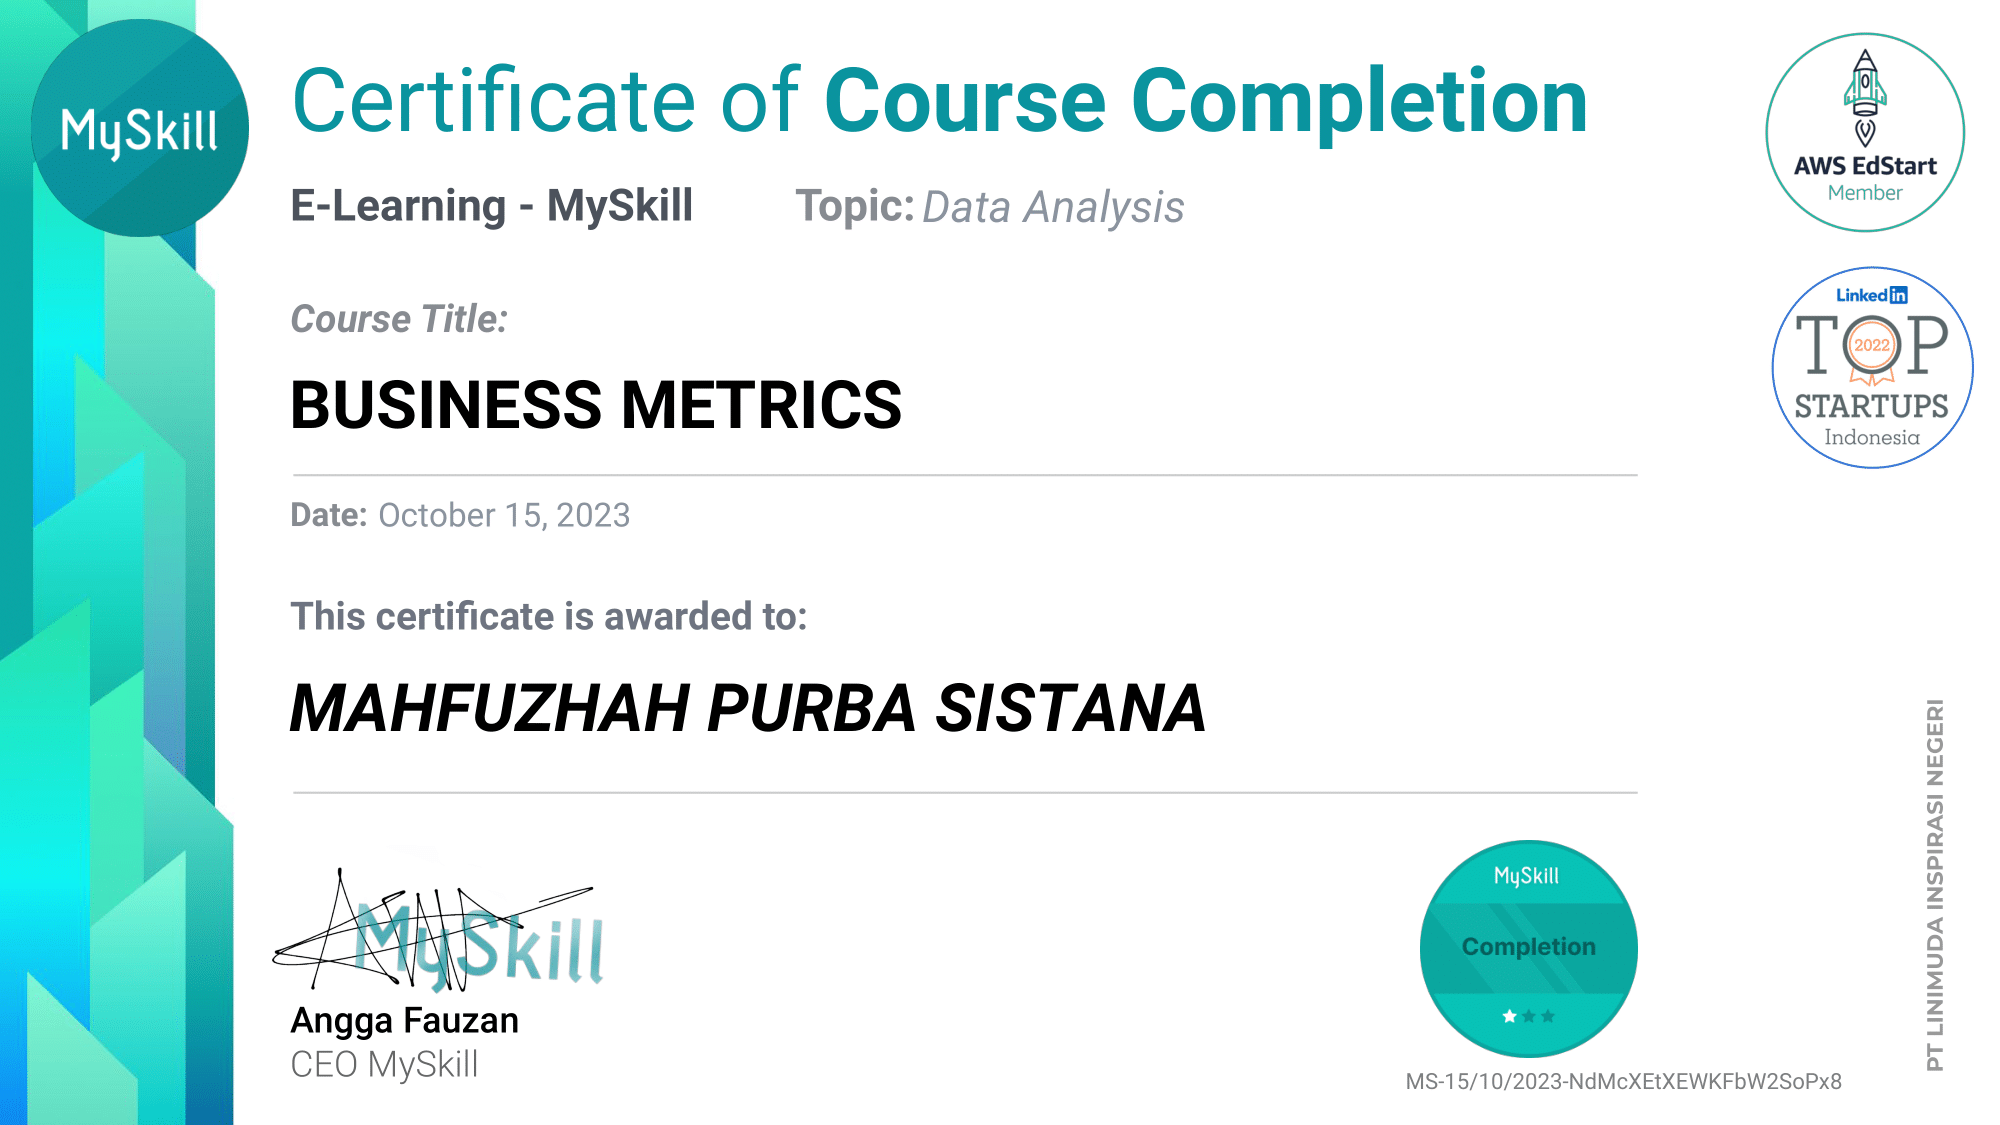 MySkill
Certificate of Course Completion
E-Learning - MySkill
Topic: Data Analysis
AWS EdStart
Member
Course Title:
BUSINESS METRICS
LinkedIn
TOP
2022
STARTUPS
Indonesia
Date: October 15, 2023
This certificate is awarded to:
MAHFUZHAH PURBA SISTANA
MySkill
Angga Fauzan
CEO MySkill
MySkill
Completion
MS-15/10/2023-NdMcXEtXEWKFbW2SoPx8
PT LINIMUDA INSPIRASI NEGERI